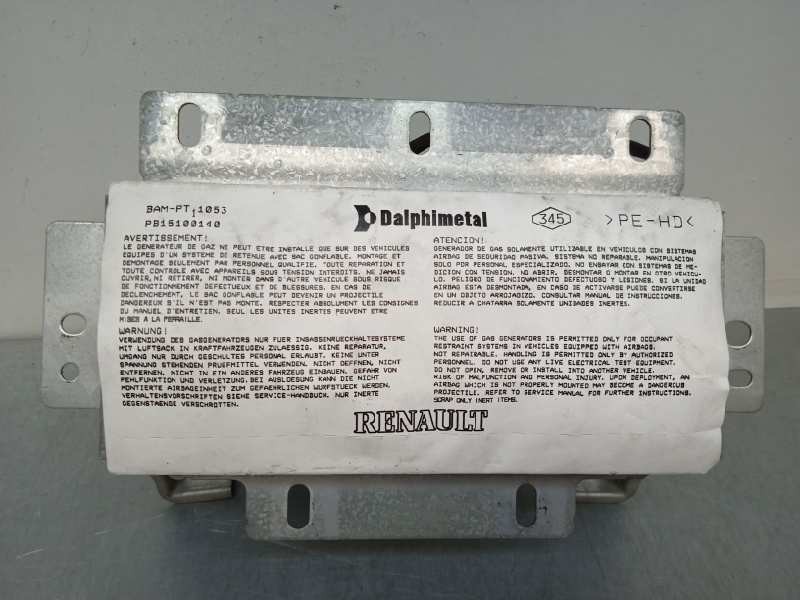 BAM-PT 11053
PB15100140
Dalphimetal
345
>PE-HD<
AVERTISSEMENT!
LE GENERATEUR DE GAZ NE PEUT ETRE INSTALLE QUE SUR DES VEHICULES
EQUIPES D'UN SYSTEME DE RETENUE AVEC SAC GONFLABLE. MONTAGE ET
DEMONTAGE SEULEMENT PAR PERSONNEL QUALIFIE. "OUTE REPARATION ET
TOUTE CONTROLE AVEC APPAREILS SOUS TENSION INTERDITS. NE JAMAIS
OUVRIR, NI RETIRER, NI MONTER DANS D'AUTRE VEHICULE SOUS RISQUE
DE FONCTIONNEMENT DEFECTUEUX ET DE BLESSURES. EN CAS DE
DECLENCHEMENT, LE SAC GONFLABLE PEUT DEVENIR UN PROJECTILE
DANGEREUX S'IL N'EST PAS MONTE. RESPECTER ABSOLUMENT LES CONSIGNES
DU MANUEL D'ENTRETIEN. SEUL LES UNITES INERTES PEUVENT ETRE
MISES A LA FERRAILLE.
WARNUNG!
VERWENDUNG DES GASGENERATORS NUR FUER INSASSENRUECKHALTESYSTEME
MIT LUFTSACK IN KRAFTFAHRZEUGEN ZULAESSIG. KEINE REPARATUR,
UMGANG NUR DURCH GESCHULTES PERSONAL ERLAUBT. KEINE UNTER
SPANNUNG STEHENDEN PRUEFMITTEL VERWENDEN. NICHT OEFFNEN, NICHT
ENTFERNEN. NICHT IN FTN ANDERES FAHRZEUG EINBAUEN. GEFAHR VON
FEHLFUNKTION UND VERLETZUNG. BEI AUSLOESUNG KANN DIE NICHT
MONTIERTE AIRBAGEINHEIT ZUM GEFAEHRLICHEN WURFSTUECK WERDEN.
VERHALTENSVORSCHRIFTEN SIEHE SERVICE-HANDBUCK. NUR INERTE
GEGENSTAENDE VERSCHROTTEN.
ATENCION!
GENERADOR DE GAS SOLAMENTE UTILIZABLE EN VEHICULOS CON SISTEMAS
AIRBAG DE SEGURIDAD PASIVA. SISTEMA NO REPARABLE. MANIPULACION
SOLO POR PERSONAL ESPECIALIZADO. NO ENSAYAR CON SISTEMAS DE ME-
DICION CON TENSION. NO ABRIR. DESMONTAR O MONTAR EN OTRO VEHICU-
LO. PELIGRO DE FUNCIONAMIENTO DEFECTUOSO Y LESIONES. SI LA UNIDAD
AIRBAG ESTA DESMONTADA, EN CASO DE ACTIVARSE PUEDE CONVERTIRSE
EN UN OBJETO ARROJADIZO. CONSULTAR MANUAL DE INSTRUCCIONES.
REDUCIR A CHATARRA SOLAMENTE UNIDADES INERTES.
WARNING!
THE USE OF GAS GENERATORS IS PERMITTED ONLY FOR OCCUPANT
RESTRAINT SYSTEMS IN VEHICLES EQUIPPED WITH AIRBAGS.
NOT REPAIRABLE. HANDLING IS PERMITTED ONLY BY AUTHORIZED
PERSONNEL. DO NOT USE ANY LIVE ELECTRICAL TEST EQUIPMENT.
DO NOT OPEN, REMOVE OR INSTALL INTO ANOTHER VEHICLE.
RISK OF MALFUNCTION AND PERSONAL INJURY. UPON DEPLOYMENT, AN
AIRBAG WHICH IS NOT PROPERLY MOUNTED MAY BECOME A DANGEROUS
PROJECTILE. REFER TO SERVICE MANUAL FOR FURTHER INSTRUCTIONS.
SCRAP ONLY INERT ITEMS.
RENAULT